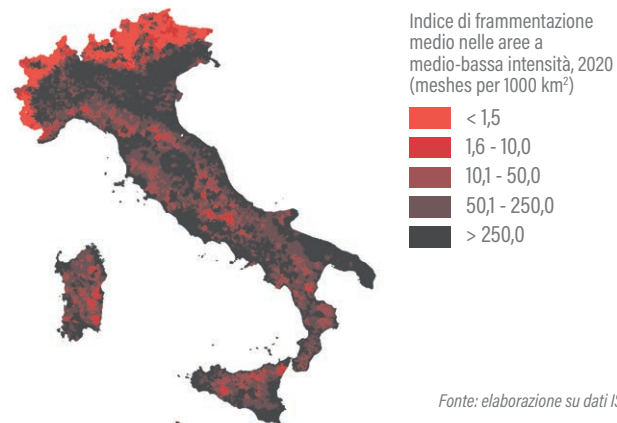 Indice di frammentazione
medio nelle aree a
medio-bassa intensità, 2020
(meshes per 1000 km²)
< 1,5
1,6 - 10,0
10,1 - 50,0
50,1 - 250,0
> 250,0
Fonte: elaborazione su dati